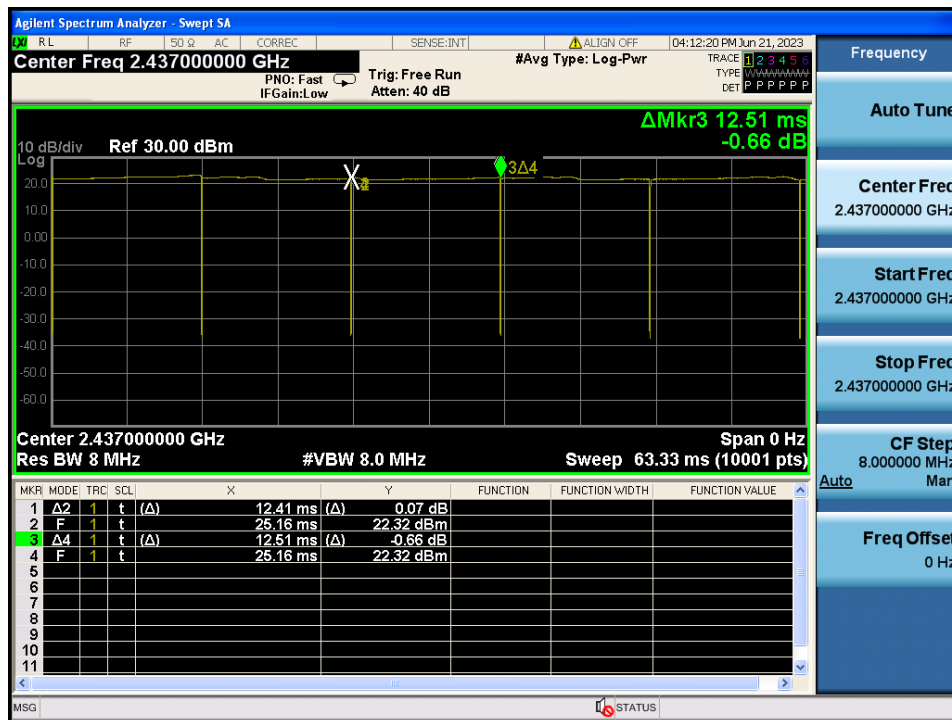 Agilent Spectrum Analyzer - Swept SA
LXI RL RF 50 Ω AC CORREC SENSE:INT ALIGN OFF 04:12:20 PM Jun 21, 2023
Center Freq 2.437000000 GHz #Avg Type: Log-Pwr TRACE 1 2 3 4 5 6
PNO: Fast Trig: Free Run TYPE WWWWWW
IFGain:Low Atten: 40 dB DET P P P P P P
ΔMkr3 12.51 ms
-0.66 dB
10 dB/div Ref 30.00 dBm
Log
3Δ4
20.0
10.0
0.00
-10.0
-20.0
-30.0
-40.0
-50.0
-60.0
Center 2.437000000 GHz Span 0 Hz
Res BW 8 MHz #VBW 8.0 MHz Sweep 63.33 ms (10001 pts)
MKR MODE TRC SCL X Y FUNCTION FUNCTION WIDTH FUNCTION VALUE
1 Δ2 1 t (Δ) 12.41 ms (Δ) 0.07 dB
2 F 1 t 25.16 ms 22.32 dBm
3 Δ4 1 t (Δ) 12.51 ms (Δ) -0.66 dB
4 F 1 t 25.16 ms 22.32 dBm
5
6
7
8
9
10
11
MSG STATUS
Frequency
Auto Tune
Center Freq
2.437000000 GHz
Start Freq
2.437000000 GHz
Stop Freq
2.437000000 GHz
CF Step
8.000000 MHz
Auto Man
Freq Offset
0 Hz